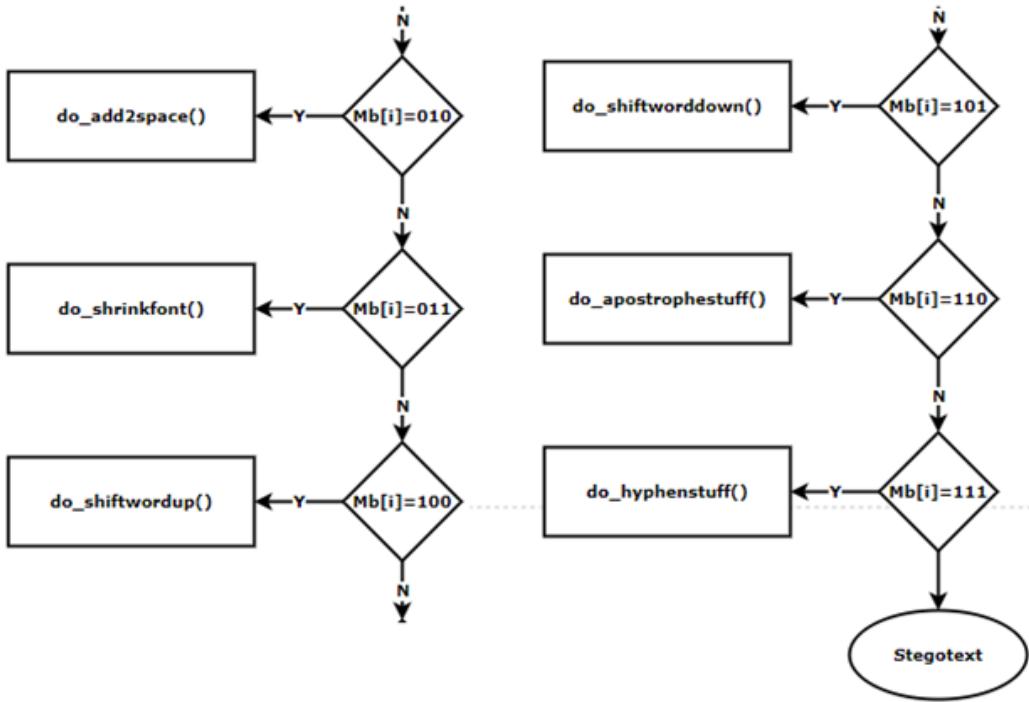 N
do_add2space()
Y
Mb[i]=010
N
do_shrinkfont()
Y
Mb[i]=011
N
do_shiftwordup()
Y
Mb[i]=100
N
N
do_shiftworddown()
Y
Mb[i]=101
N
do_apostrophestuff()
Y
Mb[i]=110
N
do_hyphenstuff()
Y
Mb[i]=111
Stegotext